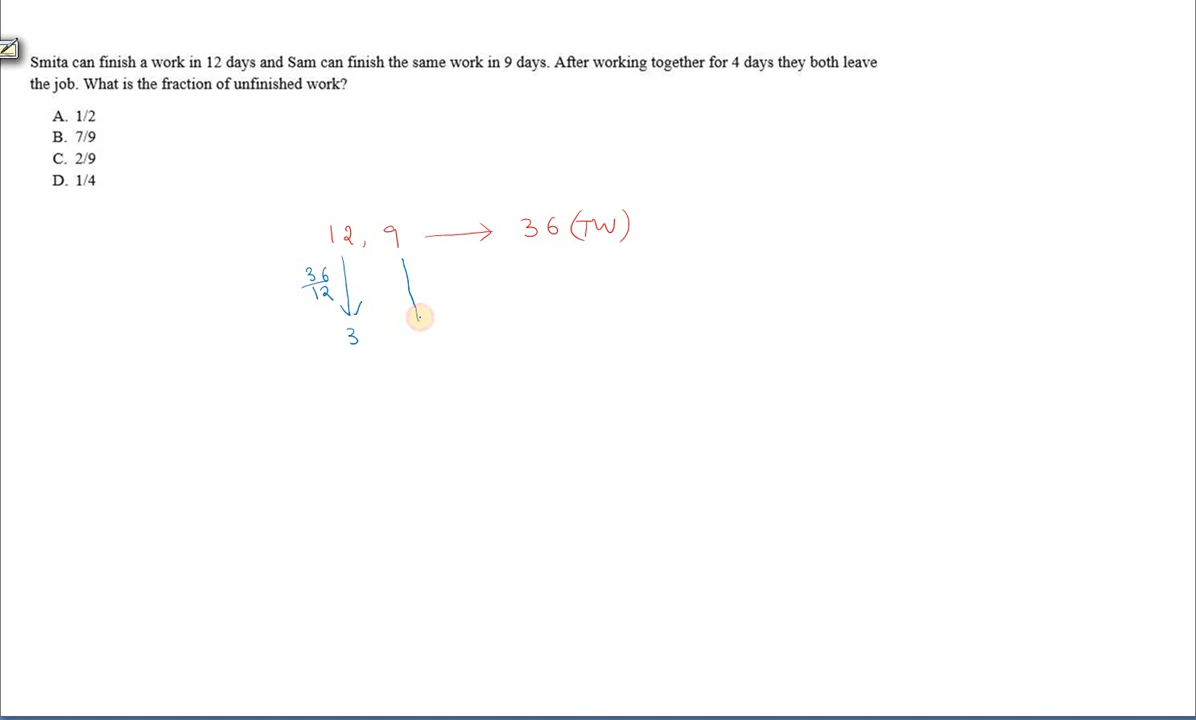 Smita can finish a work in 12 days and Sam can finish the same work in 9 days. After working together for 4 days they both leave
the job. What is the fraction of unfinished work?
A. 1/2
B. 7/9
C. 2/9
D. 1/4
12, 9 → 36 (TW)
36
12
3